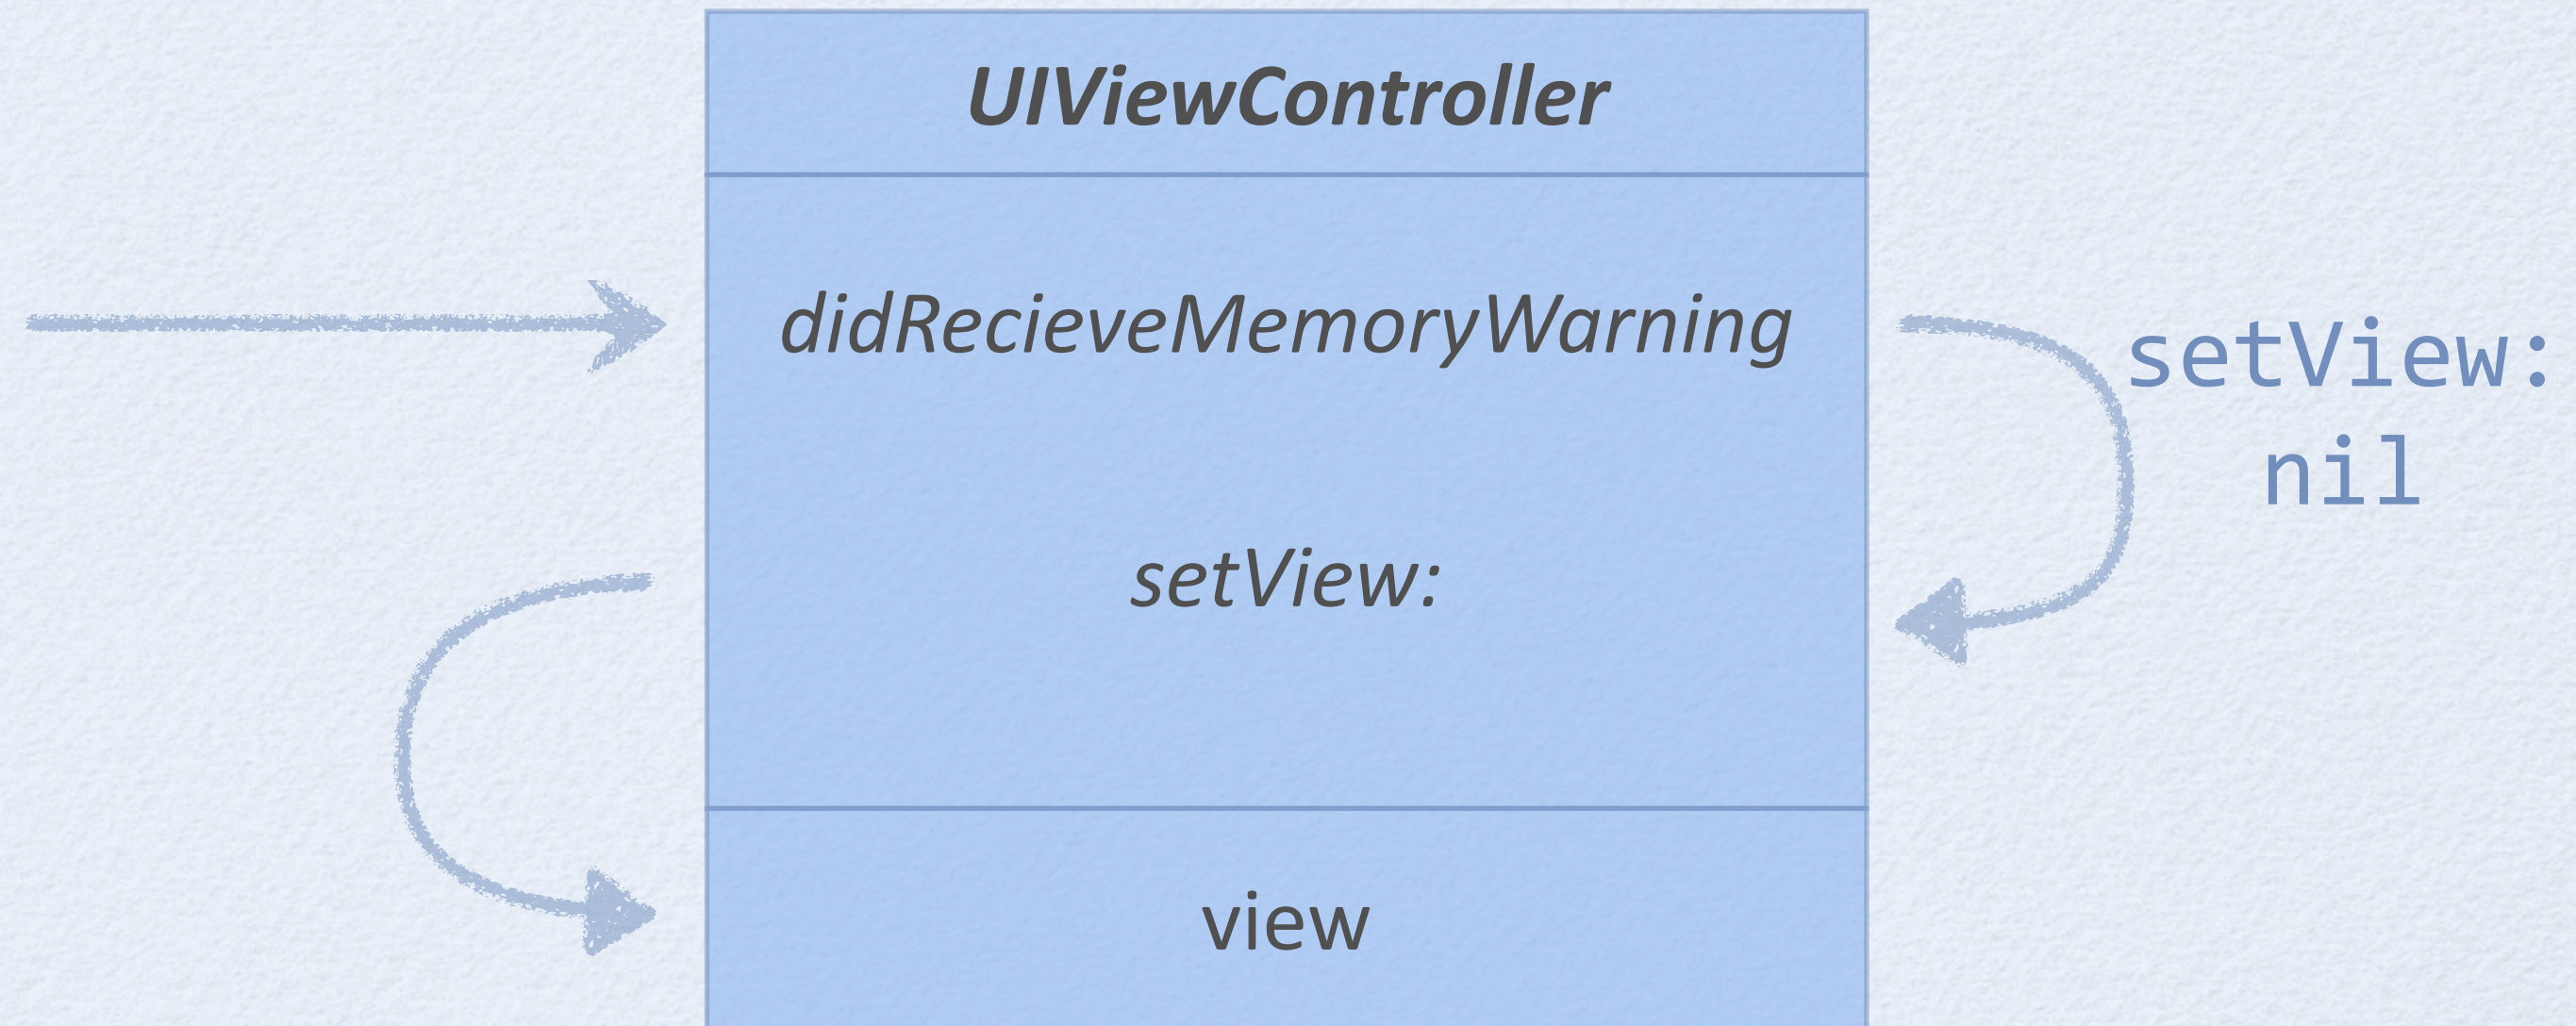 UIViewController
didRecieveMemoryWarning
setView:
nil
setView:
view